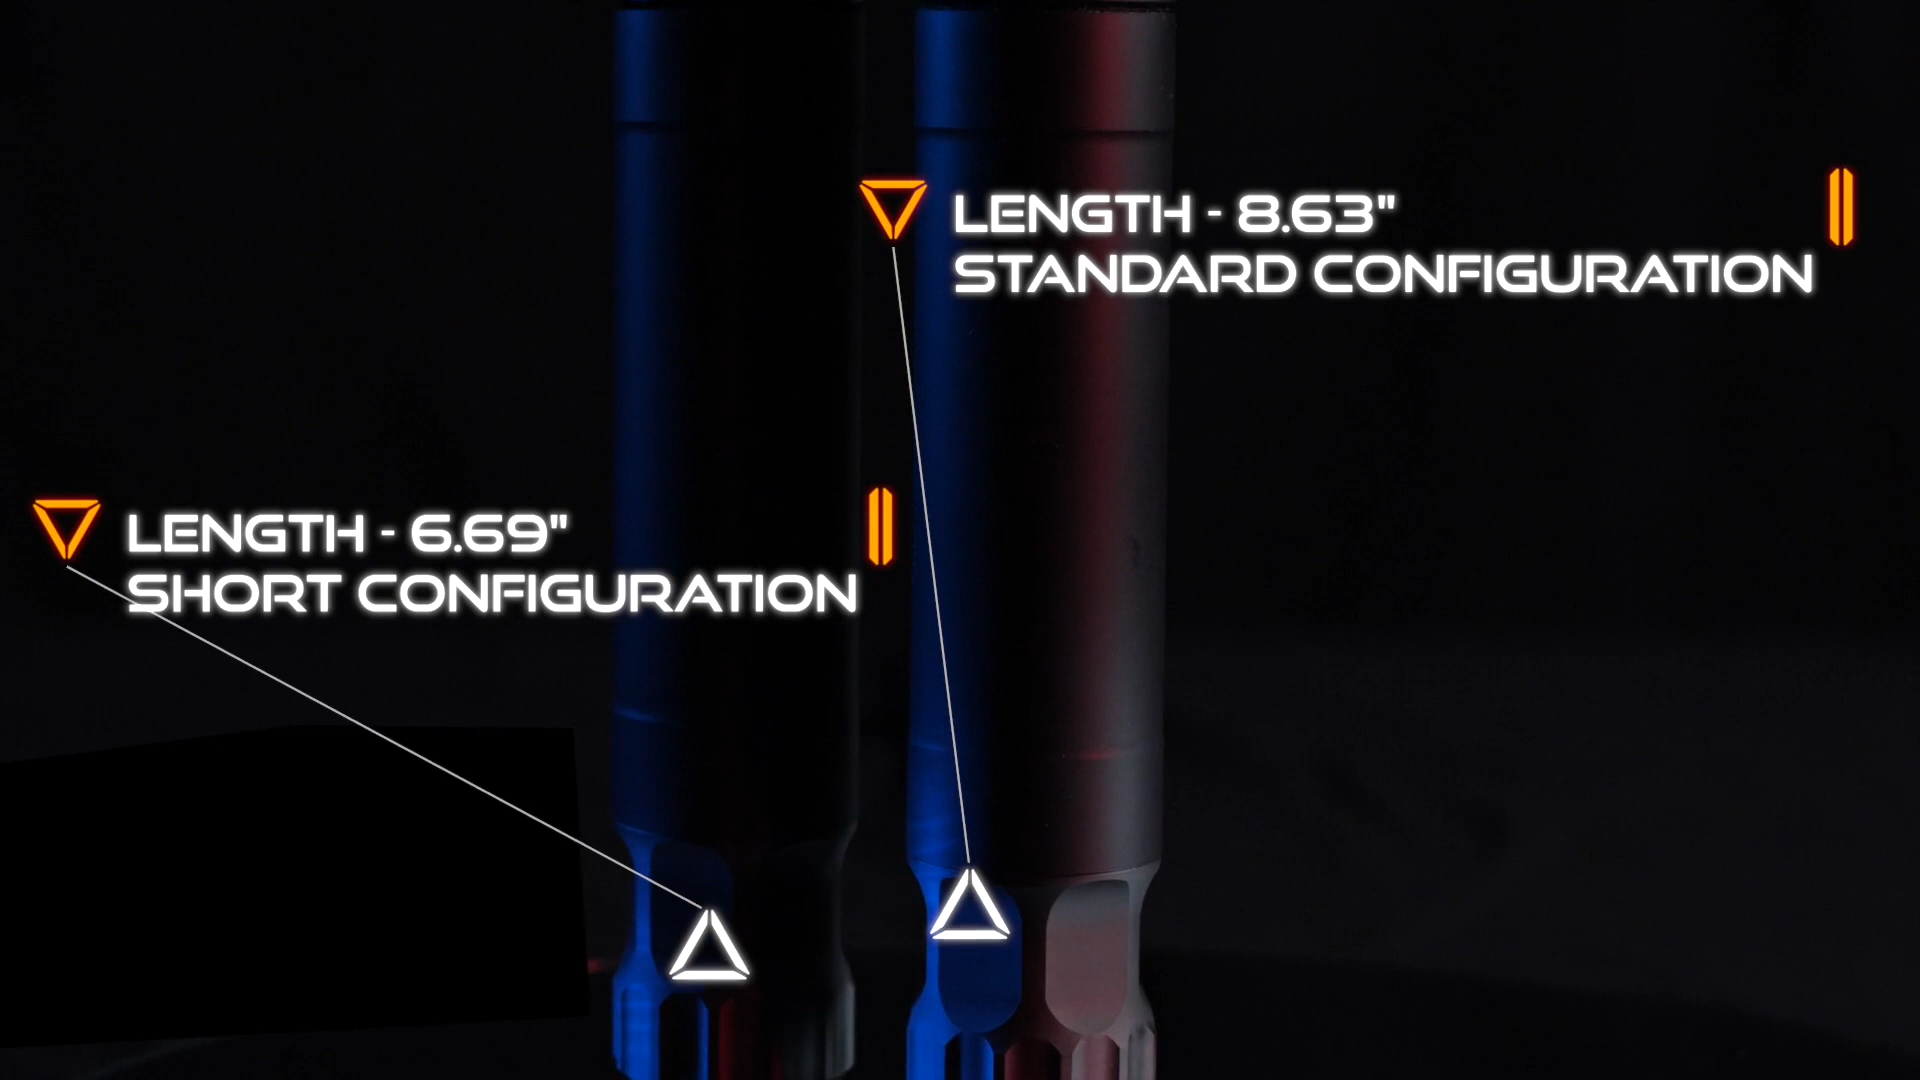 LENGTH - 8.63"
STANDARD CONFIGURATION
LENGTH - 6.69"
SHORT CONFIGURATION